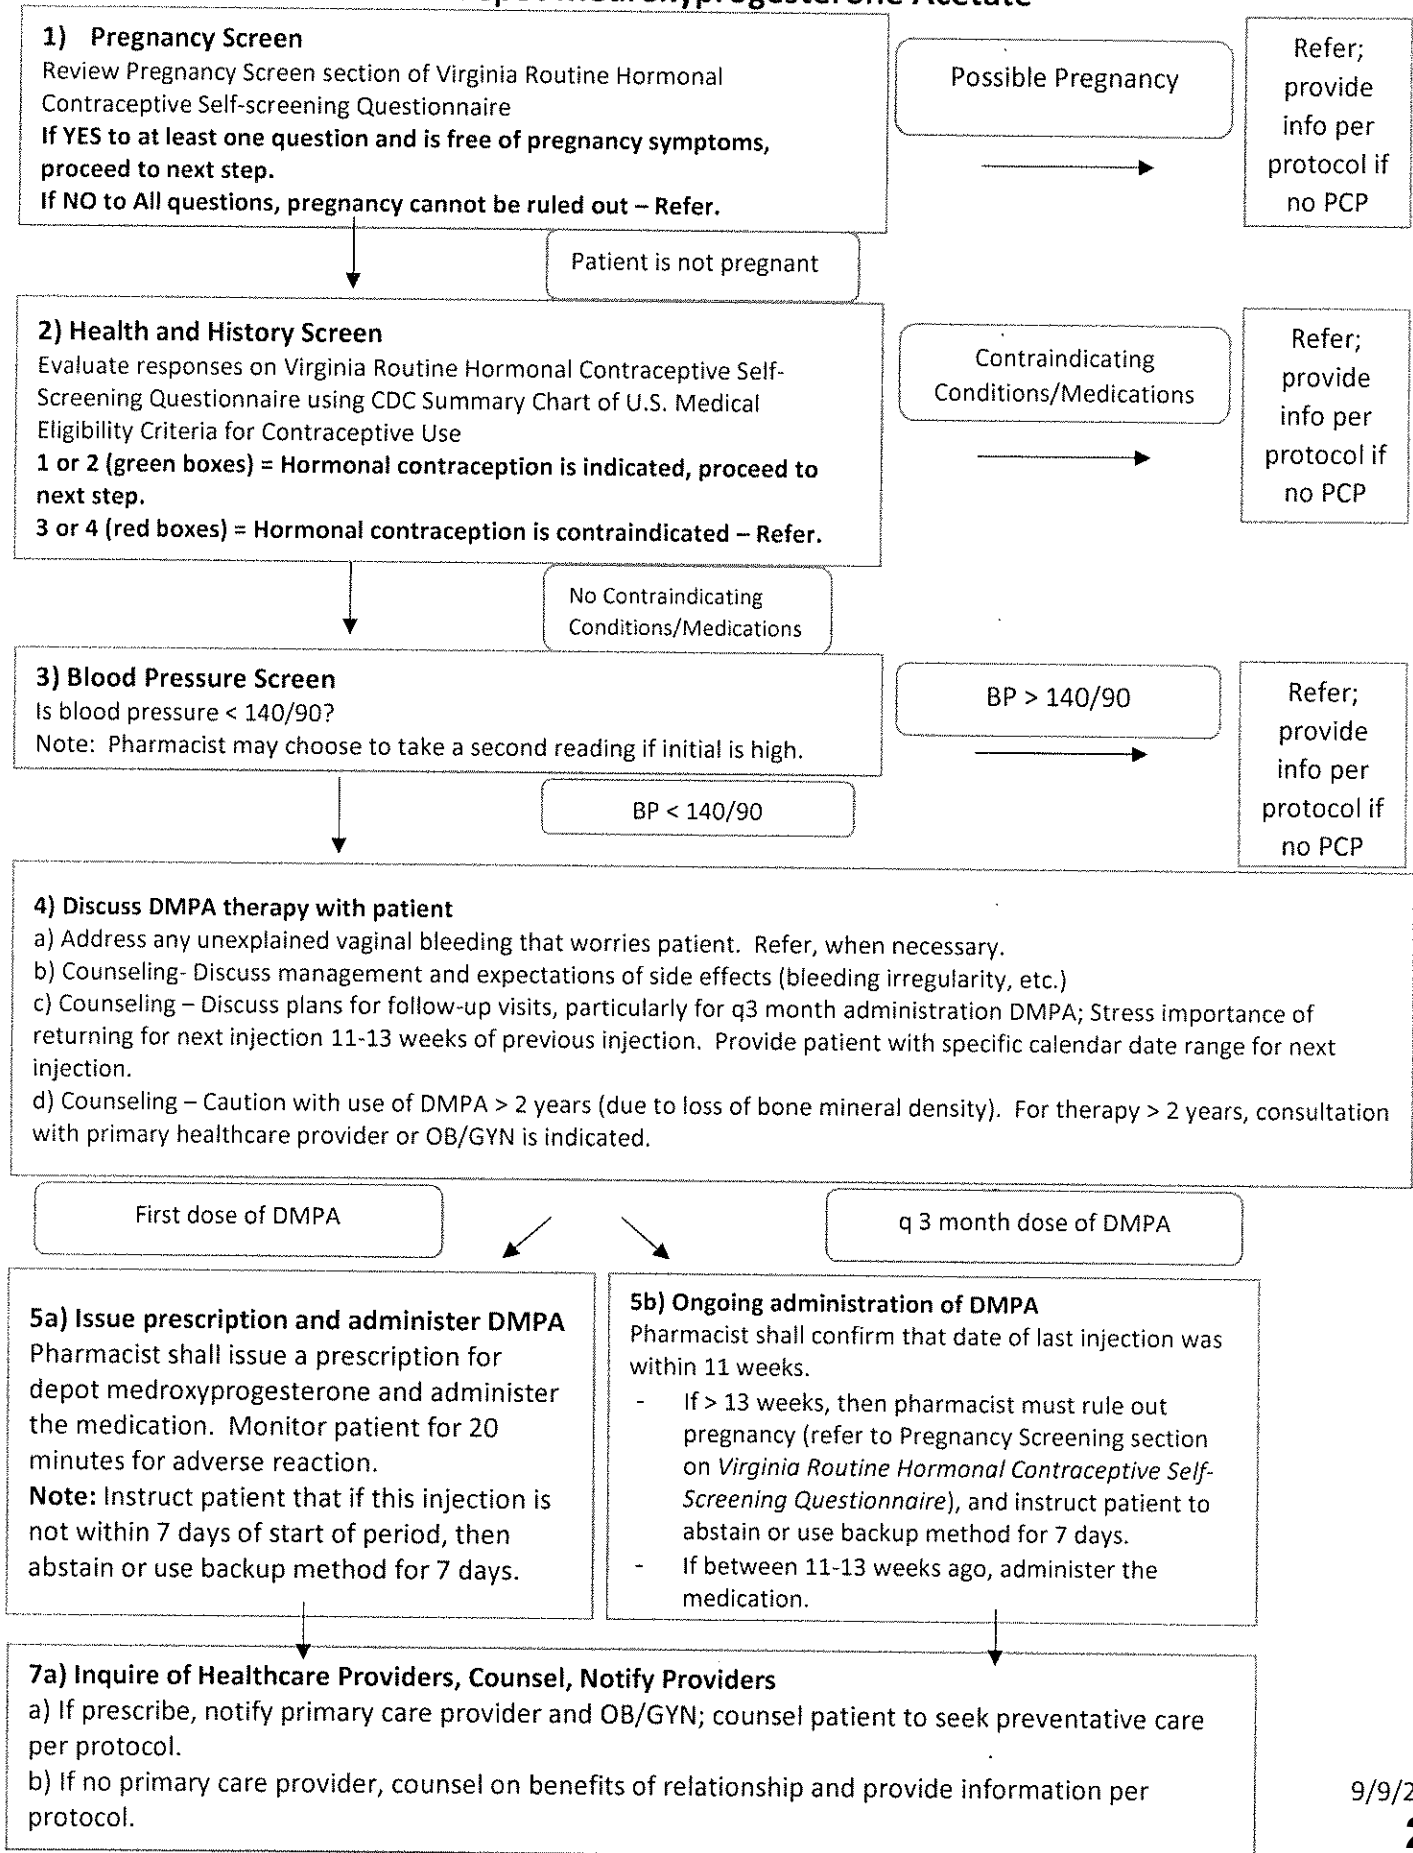 Medroxyprogesterone Acetate
1) Pregnancy Screen
Review Pregnancy Screen section of Virginia Routine Hormonal
Contraceptive Self-screening Questionnaire
If YES to at least one question and is free of pregnancy symptoms,
proceed to next step.
If NO to All questions, pregnancy cannot be ruled out – Refer.
Possible Pregnancy
Refer;
provide
info per
protocol if
no PCP
Patient is not pregnant
2) Health and History Screen
Evaluate responses on Virginia Routine Hormonal Contraceptive Self-
Screening Questionnaire using CDC Summary Chart of U.S. Medical
Eligibility Criteria for Contraceptive Use
1 or 2 (green boxes) = Hormonal contraception is indicated, proceed to
next step.
3 or 4 (red boxes) = Hormonal contraception is contraindicated – Refer.
Contraindicating
Conditions/Medications
Refer;
provide
info per
protocol if
no PCP
No Contraindicating
Conditions/Medications
3) Blood Pressure Screen
Is blood pressure < 140/90?
Note: Pharmacist may choose to take a second reading if initial is high.
BP > 140/90
Refer;
provide
info per
protocol if
no PCP
BP < 140/90
4) Discuss DMPA therapy with patient
a) Address any unexplained vaginal bleeding that worries patient. Refer, when necessary.
b) Counseling- Discuss management and expectations of side effects (bleeding irregularity, etc.)
c) Counseling – Discuss plans for follow-up visits, particularly for q3 month administration DMPA; Stress importance of
returning for next injection 11-13 weeks of previous injection. Provide patient with specific calendar date range for next
injection.
d) Counseling – Caution with use of DMPA > 2 years (due to loss of bone mineral density). For therapy > 2 years, consultation
with primary healthcare provider or OB/GYN is indicated.
First dose of DMPA
q 3 month dose of DMPA
5a) Issue prescription and administer DMPA
Pharmacist shall issue a prescription for
depot medroxyprogesterone and administer
the medication. Monitor patient for 20
minutes for adverse reaction.
Note: Instruct patient that if this injection is
not within 7 days of start of period, then
abstain or use backup method for 7 days.
5b) Ongoing administration of DMPA
Pharmacist shall confirm that date of last injection was
within 11 weeks.
- If > 13 weeks, then pharmacist must rule out
pregnancy (refer to Pregnancy Screening section
on Virginia Routine Hormonal Contraceptive Self-
Screening Questionnaire), and instruct patient to
abstain or use backup method for 7 days.
- If between 11-13 weeks ago, administer the
medication.
7a) Inquire of Healthcare Providers, Counsel, Notify Providers
a) If prescribe, notify primary care provider and OB/GYN; counsel patient to seek preventative care
per protocol.
b) If no primary care provider, counsel on benefits of relationship and provide information per
protocol.
9/9/2